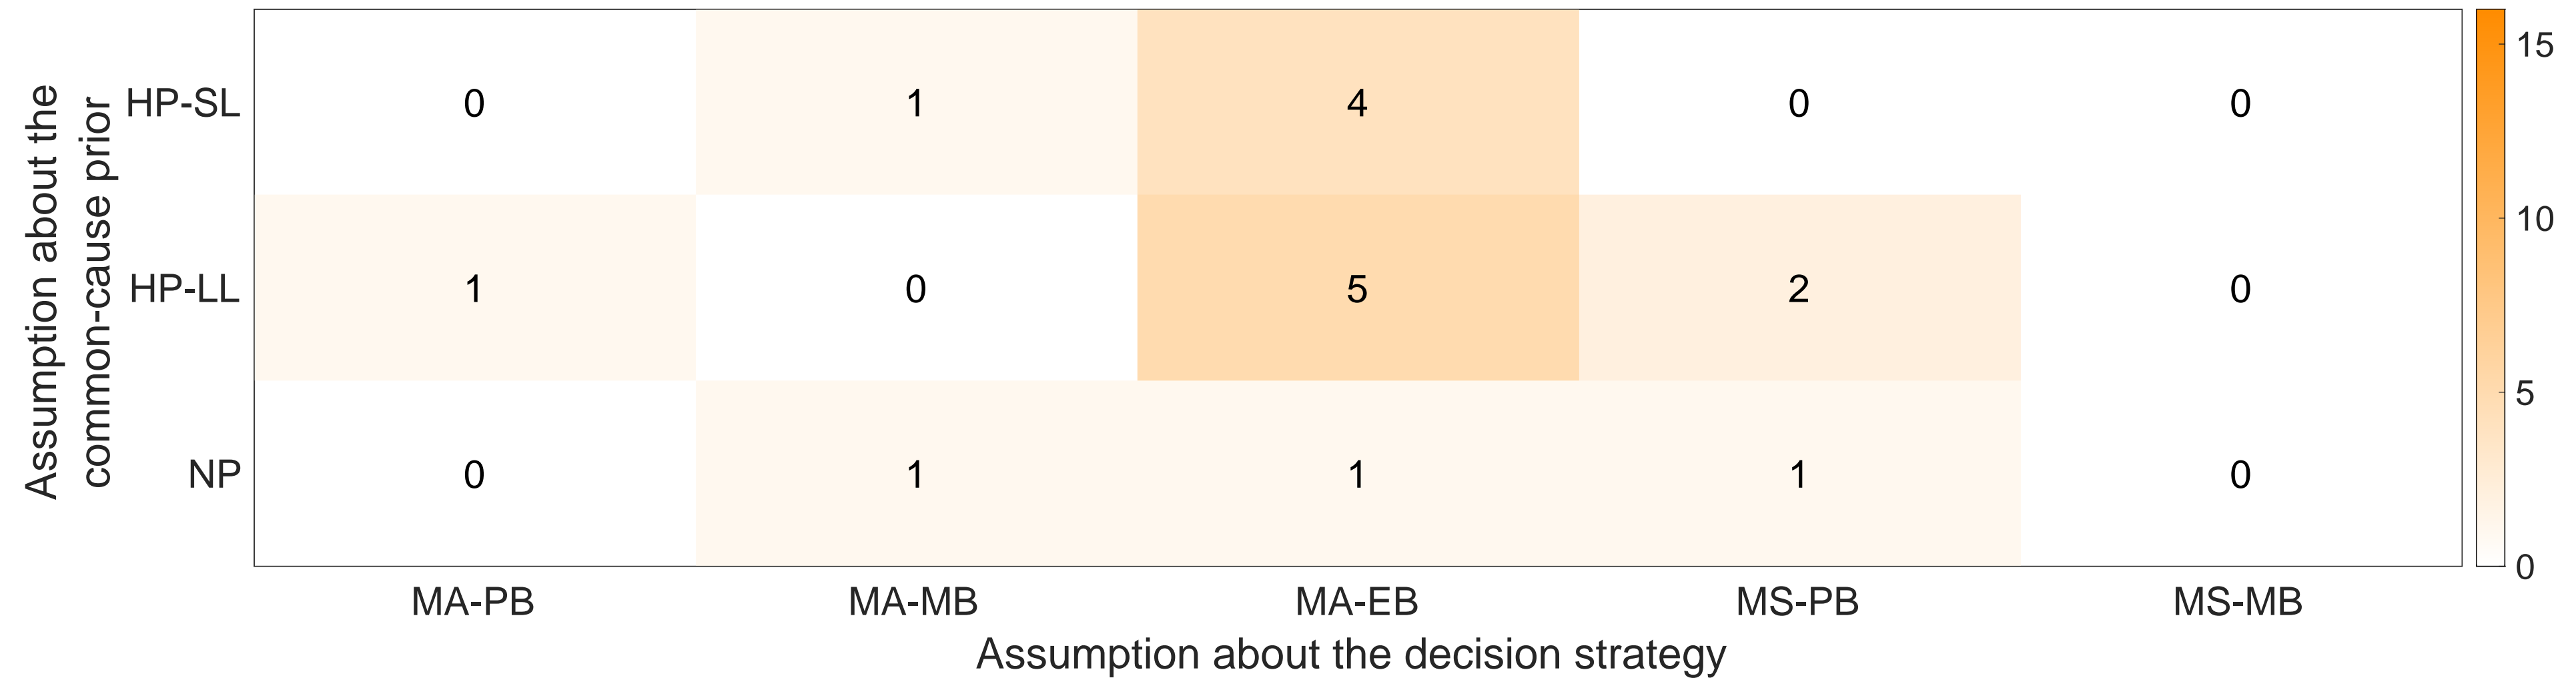 Assumption about the
common-cause prior
HP-SL 0 1 4 0 0
HP-LL 1 0 5 2 0
NP 0 1 1 1 0
MA-PB MA-MB MA-EB MS-PB MS-MB
Assumption about the decision strategy
15
10
5
0